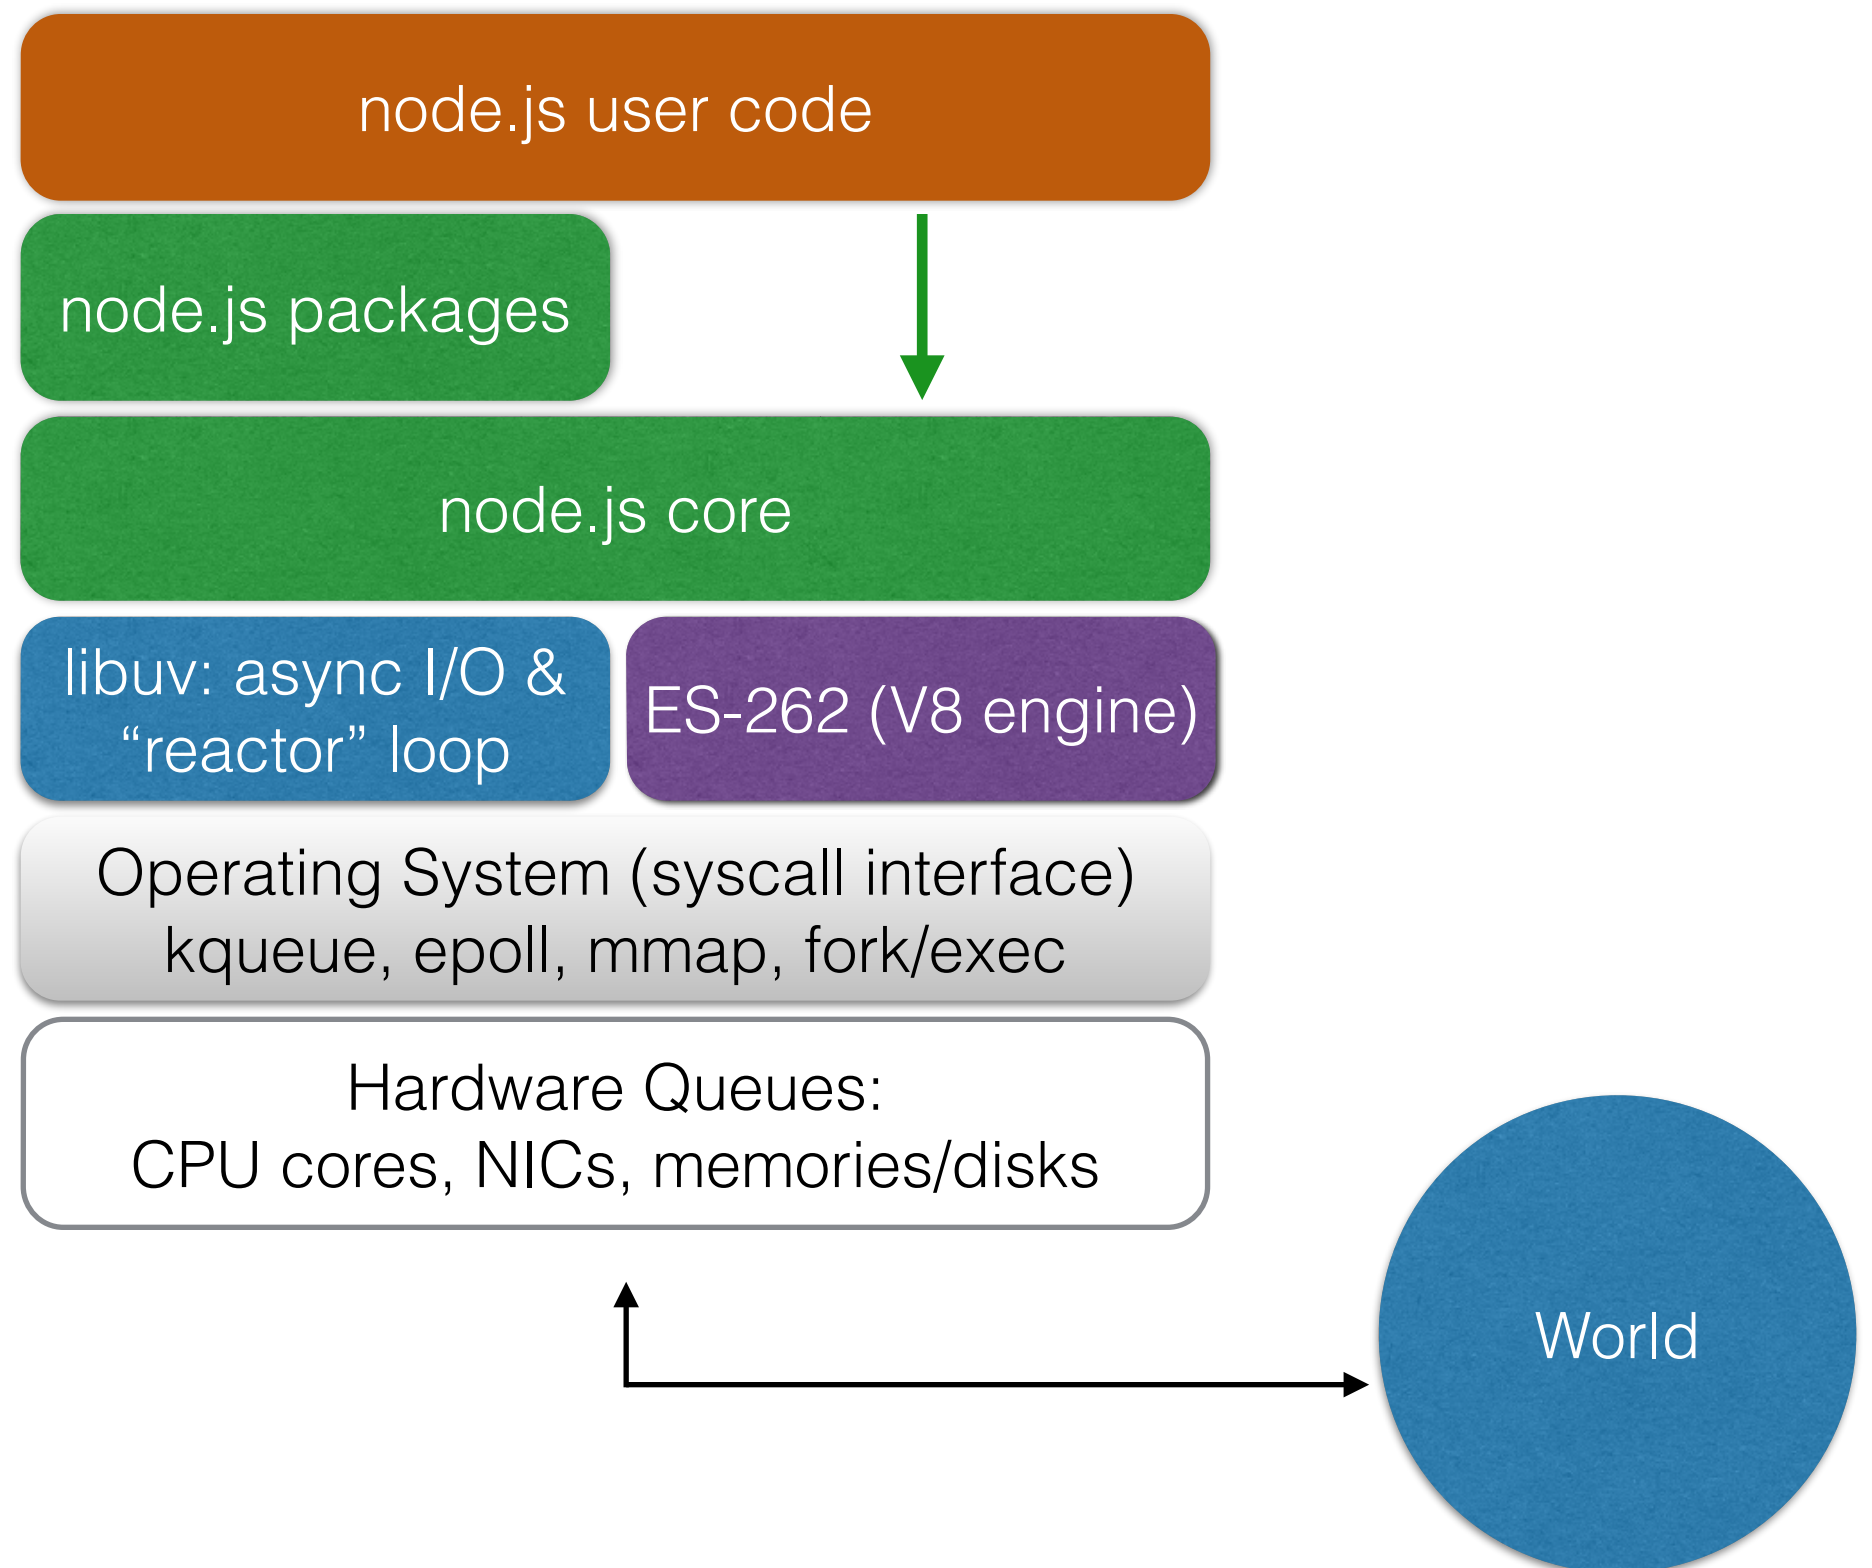 node.js user code
node.js packages
node.js core
libuv: async I/O &
“reactor” loop
ES-262 (V8 engine)
Operating System (syscall interface)
kqueue, epoll, mmap, fork/exec
Hardware Queues:
CPU cores, NICs, memories/disks
World